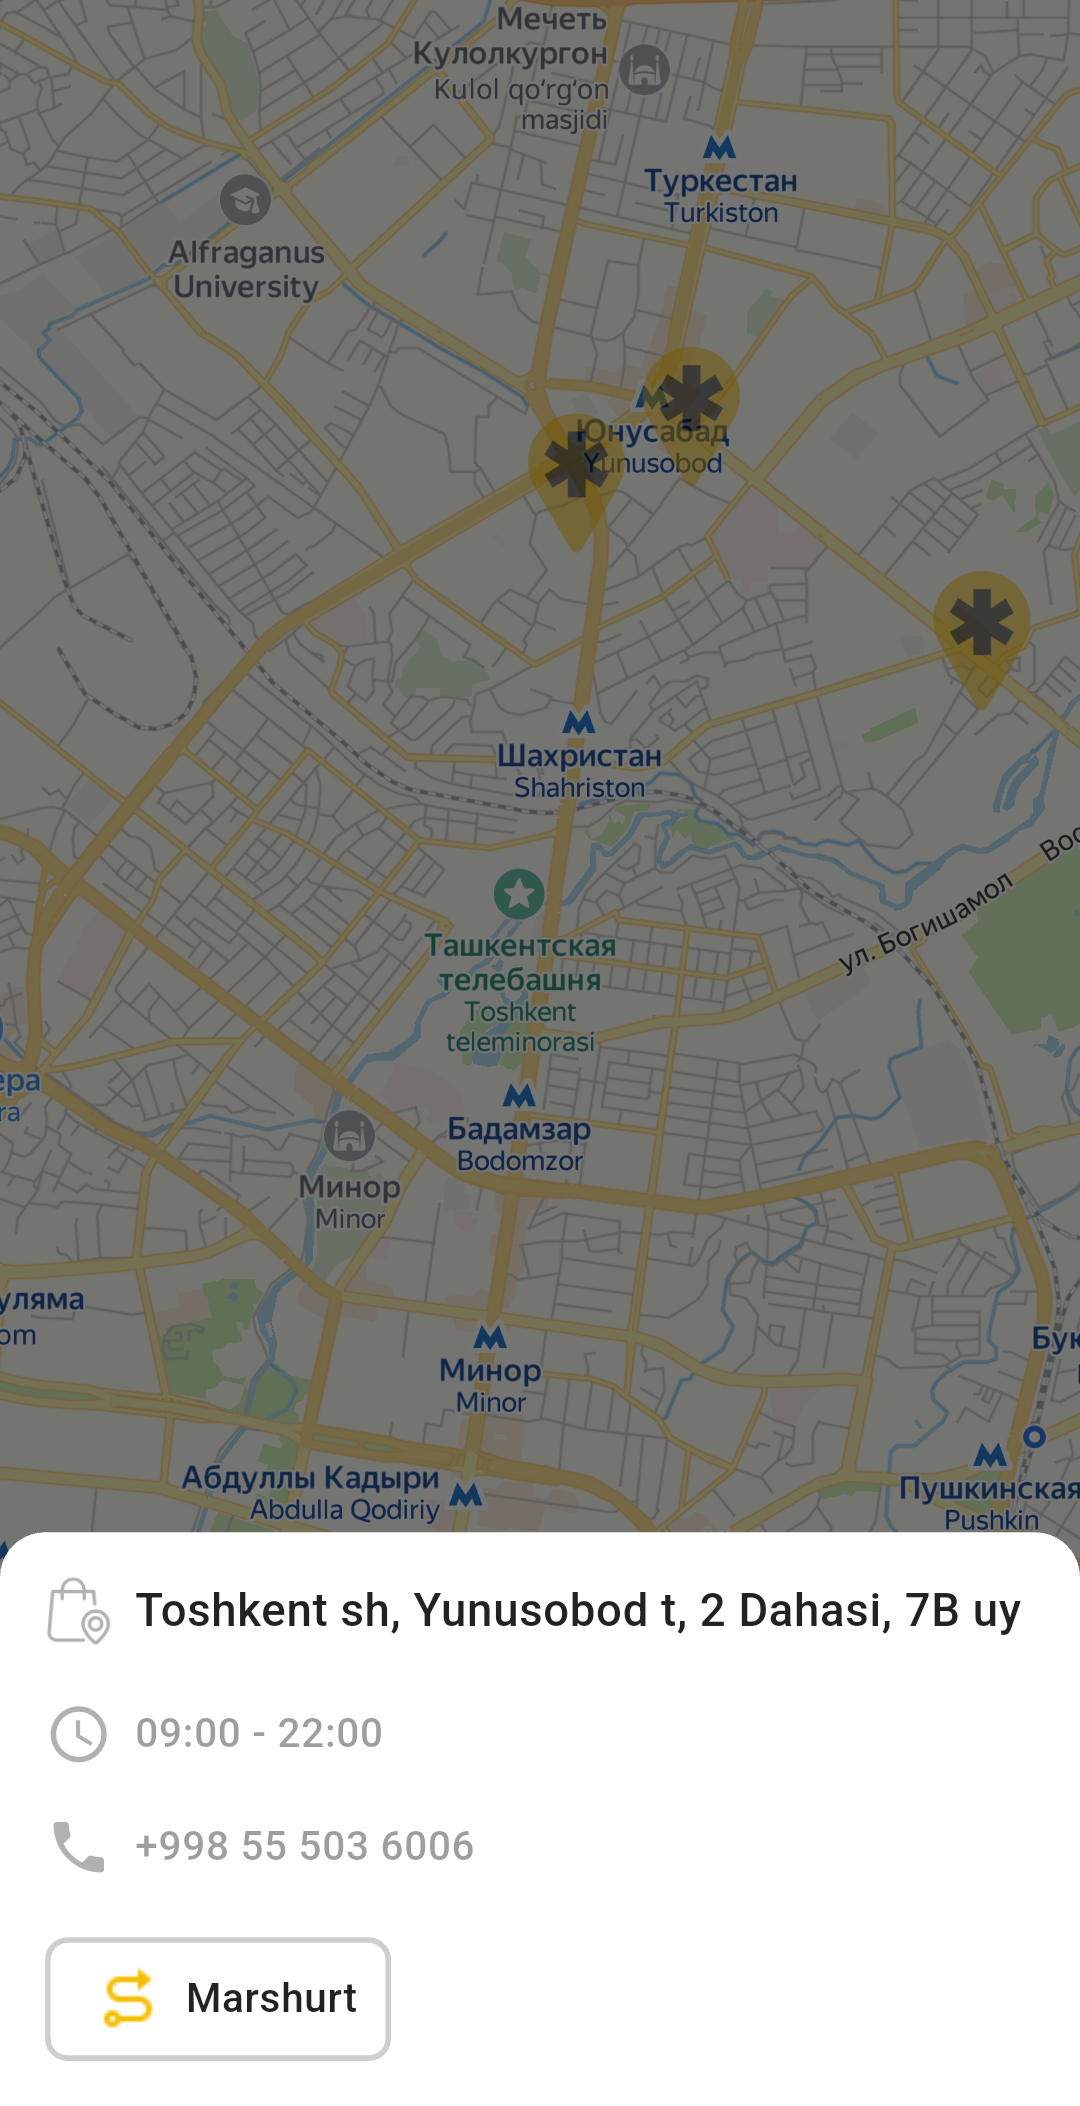 Мечеть
Кулолкургон
Kulol qo‘rg‘on
masjidi
Туркестан
Turkiston
Alfraganus
University
Юнусабад
Yunusobod
Шахристан
Shahriston
Вос
ул. Богишамол
Ташкентская
телебашня
Toshkent
teleminorasi
ера
ra
Бадамзар
Bodomzor
Минор
Minor
уляма
om
Бук
Минор
Minor
Абдуллы Кадыри
Abdulla Qodiriy
Пушкинская
Pushkin
Toshkent sh, Yunusobod t, 2 Dahasi, 7B uy
09:00 - 22:00
+998 55 503 6006
Marshurt